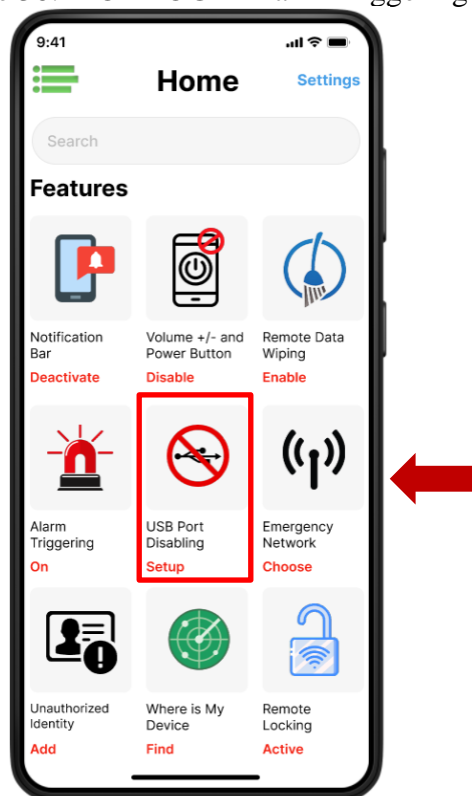 9:41
Home
Settings
Search
Features
Notification Bar
Deactivate
Volume +/- and Power Button
Disable
Remote Data Wiping
Enable
Alarm Triggering
On
USB Port Disabling
Setup
Emergency Network
Choose
Unauthorized Identity
Add
Where is My Device
Find
Remote Locking
Active